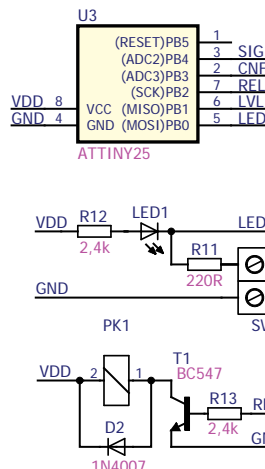 U3
(RESET)PB5 1
(ADC2)PB4 3 SIG
(ADC3)PB3 2 CNF
(SCK)PB2 7 REL
VDD 8 VCC (MISO)PB1 6 LVL
GND 4 GND (MOSI)PB0 5 LED
ATTINY25
VDD R12 LED1 LED
2,4k R11
220R
GND
SW
PK1
VDD 2 1 T1
BC547
R13
D2 2,4k
1N4007